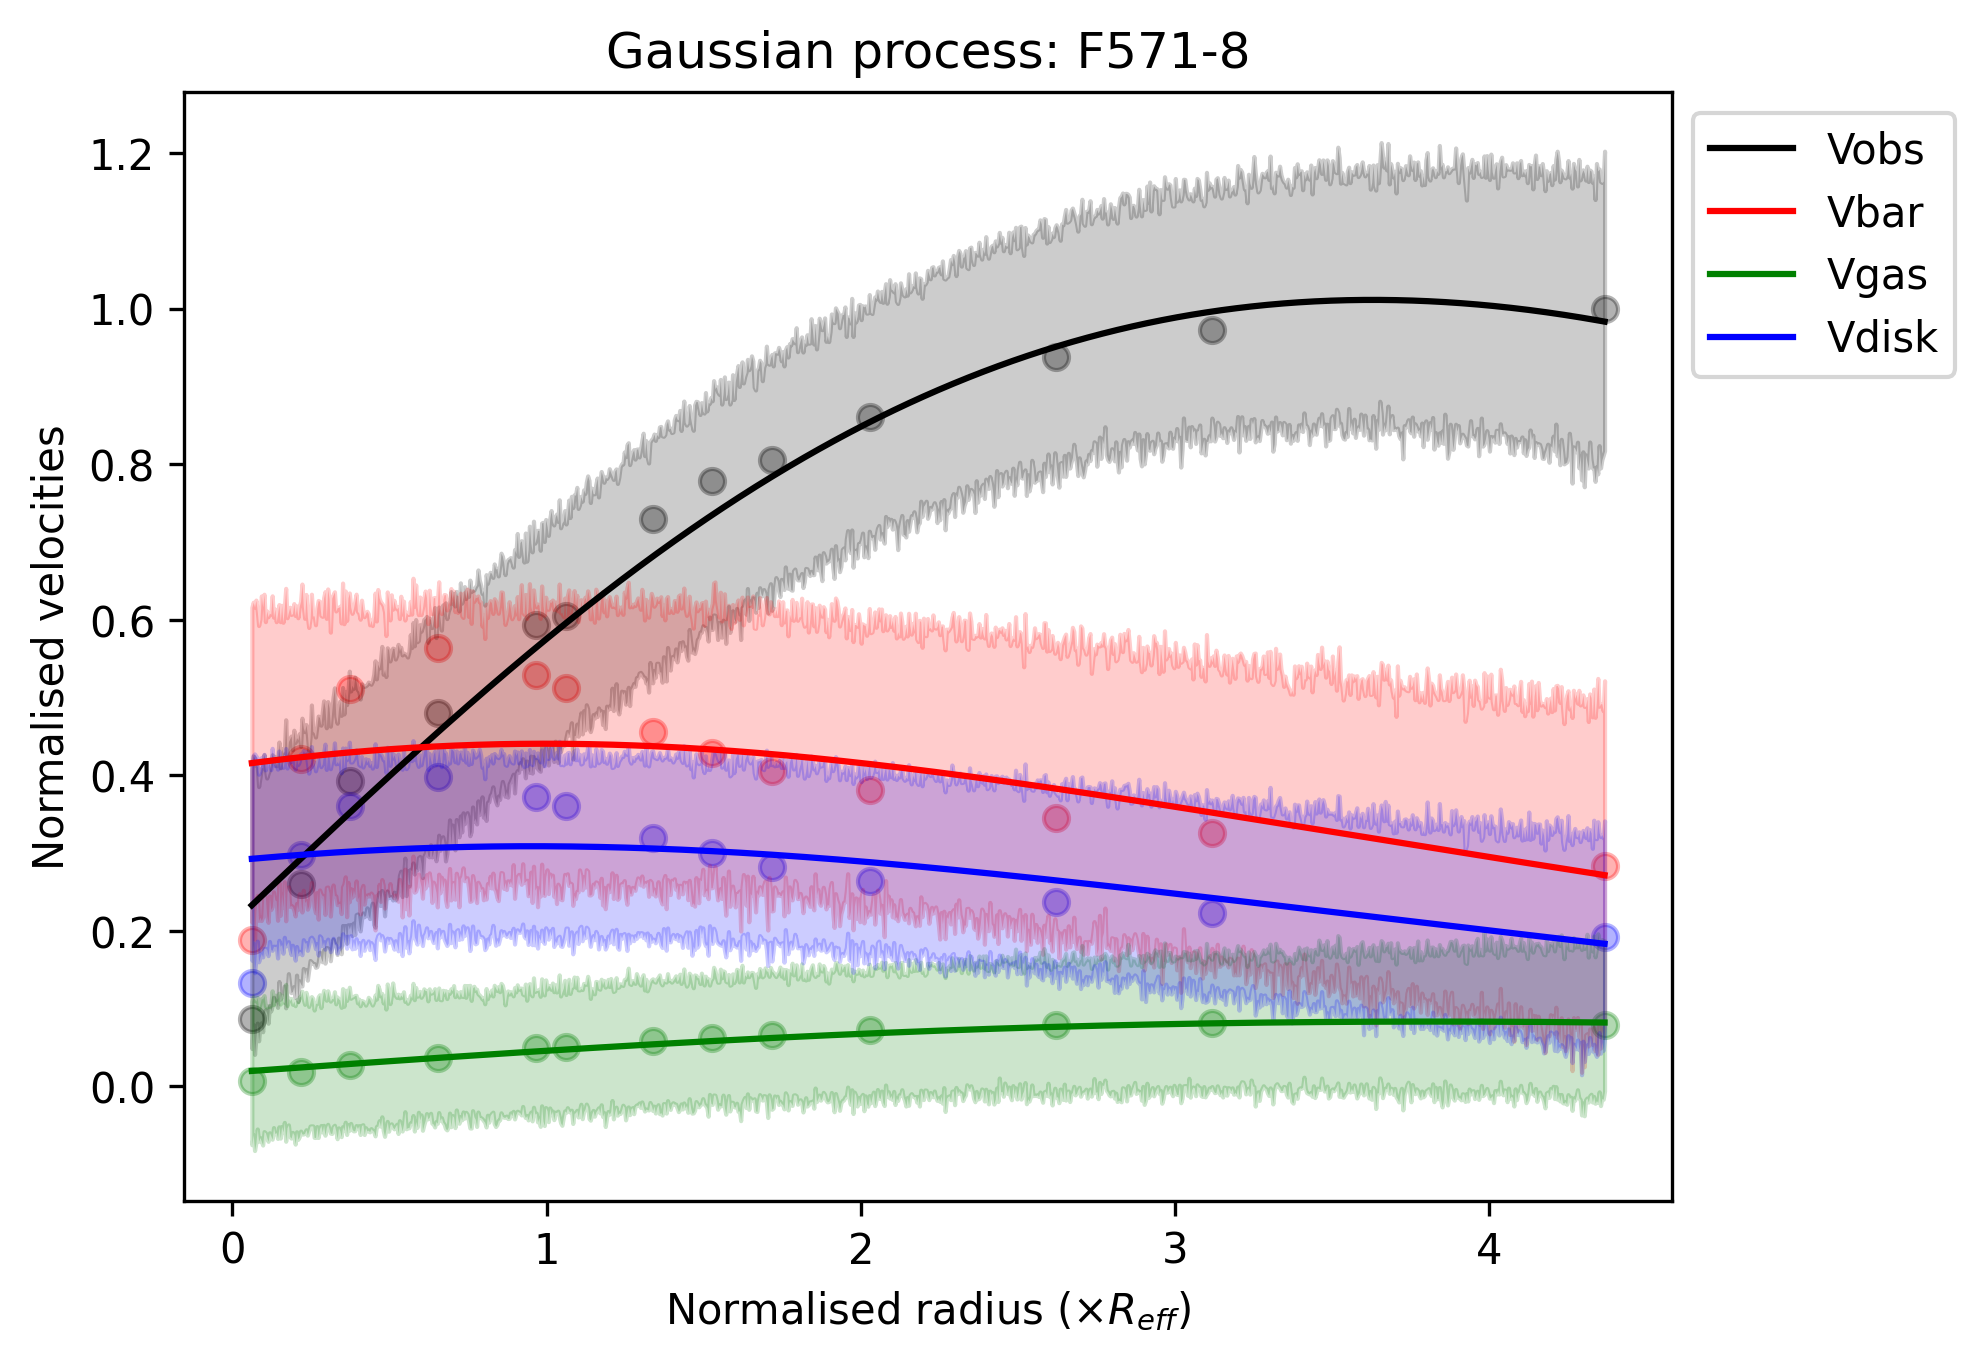 Gaussian process: F571-8
Vobs
Vbar
Vgas
Vdisk
Normalised velocities
1.2
1.0
0.8
0.6
0.4
0.2
0.0
0 1 2 3 4
Normalised radius (×R_eff)